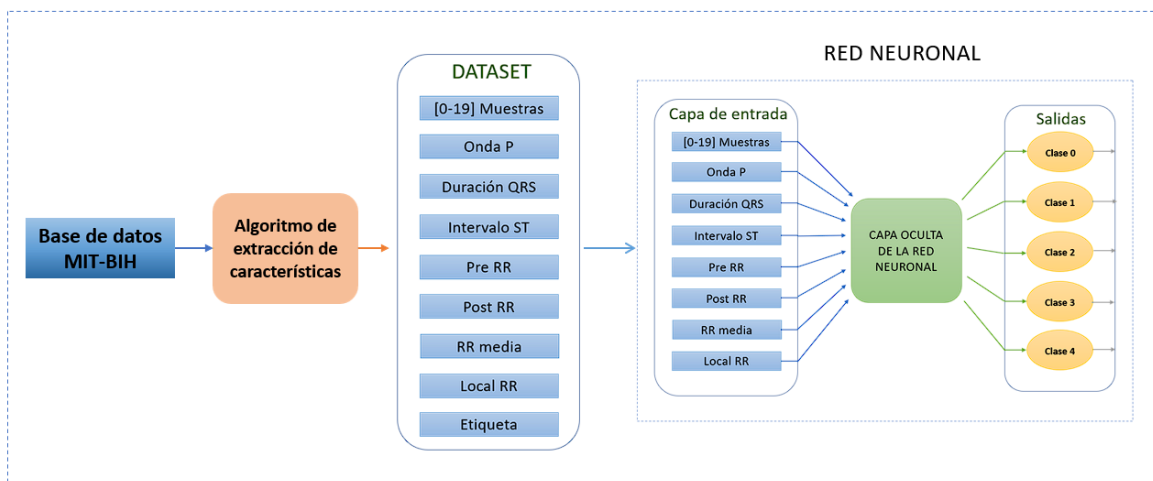 Base de datos
MIT-BIH
Algoritmo de
extracción de
características
DATASET
[0-19] Muestras
Onda P
Duración QRS
Intervalo ST
Pre RR
Post RR
RR media
Local RR
Etiqueta
RED NEURONAL
Capa de entrada
[0-19] Muestras
Onda P
Duración QRS
Intervalo ST
Pre RR
Post RR
RR media
Local RR
CAPA OCULTA
DE LA RED
NEURONAL
Salidas
Clase 0
Clase 1
Clase 2
Clase 3
Clase 4